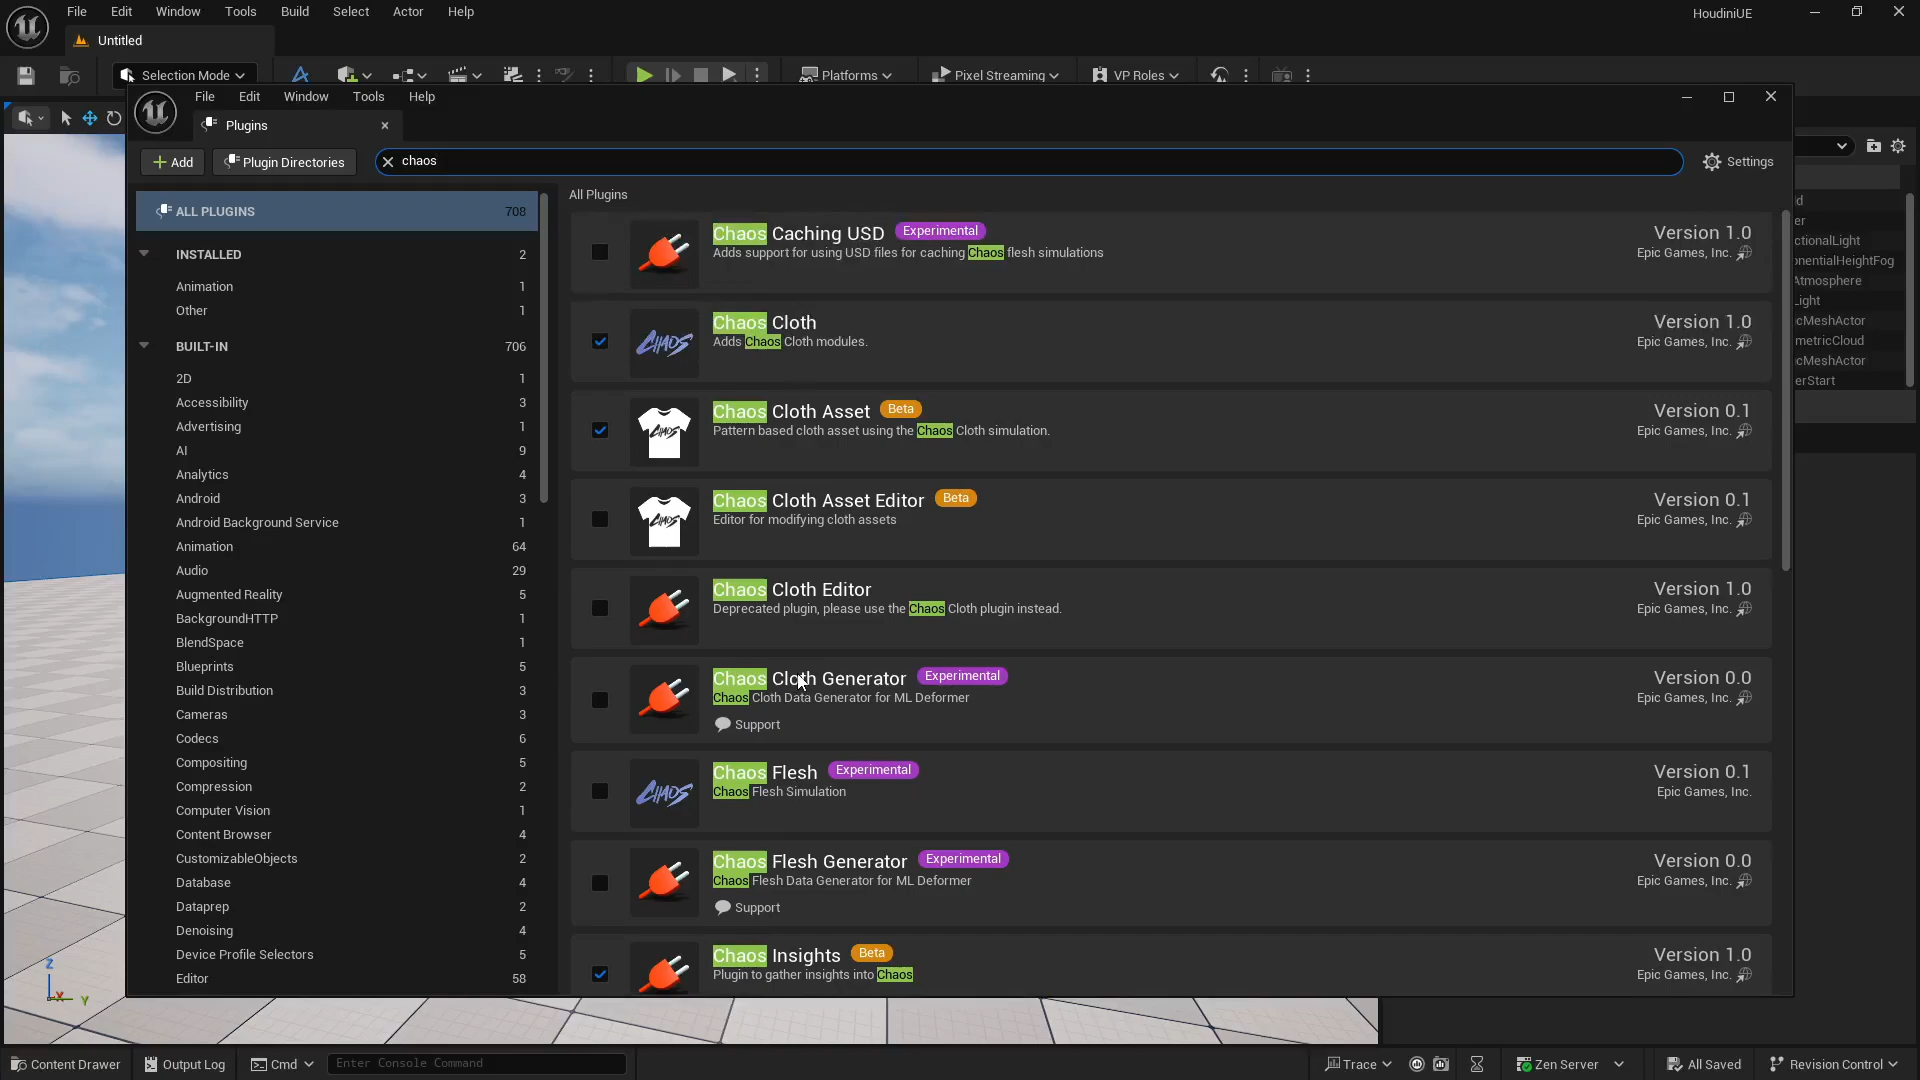 File Edit Window Tools Build Select Actor Help
HoudiniUE
Untitled
Selection Mode
Platforms
Pixel Streaming
VP Roles
File Edit Window Tools Help
Plugins
Add
Plugin Directories
chaos
Settings
ALL PLUGINS 708
INSTALLED 2
Animation 1
Other 1
BUILT-IN 706
2D 1
Accessibility 3
Advertising 1
AI 9
Analytics 4
Android 3
Android Background Service 1
Animation 64
Audio 29
Augmented Reality 5
BackgroundHTTP 1
BlendSpace 1
Blueprints 5
Build Distribution 3
Cameras 3
Codecs 6
Compositing 5
Compression 2
Computer Vision 1
Content Browser 4
CustomizableObjects 2
Database 4
Dataprep 2
Denoising 4
Device Profile Selectors 5
Editor 58
All Plugins
Chaos Caching USD Experimental Version 1.0
Adds support for using USD files for caching Chaos flesh simulations Epic Games, Inc.
CHAOS
Chaos Cloth Version 1.0
Adds Chaos Cloth modules. Epic Games, Inc.
CHAOS
Chaos Cloth Asset Beta Version 0.1
Pattern based cloth asset using the Chaos Cloth simulation. Epic Games, Inc.
CHAOS
Chaos Cloth Asset Editor Beta Version 0.1
Editor for modifying cloth assets Epic Games, Inc.
Chaos Cloth Editor Version 1.0
Deprecated plugin, please use the Chaos Cloth plugin instead. Epic Games, Inc.
Chaos Cloth Generator Experimental Version 0.0
Chaos Cloth Data Generator for ML Deformer Epic Games, Inc.
Support
CHAOS
Chaos Flesh Experimental Version 0.1
Chaos Flesh Simulation Epic Games, Inc.
Chaos Flesh Generator Experimental Version 0.0
Chaos Flesh Data Generator for ML Deformer Epic Games, Inc.
Support
Chaos Insights Beta Version 1.0
Plugin to gather insights into Chaos Epic Games, Inc.
ld
er
ctionalLight
onentialHeightFog
Atmosphere
Light
icMeshActor
metricCloud
icMeshActor
erStart
Z
X
Y
Content Drawer
Output Log
Cmd
Enter Console Command
Trace
Zen Server
All Saved
Revision Control